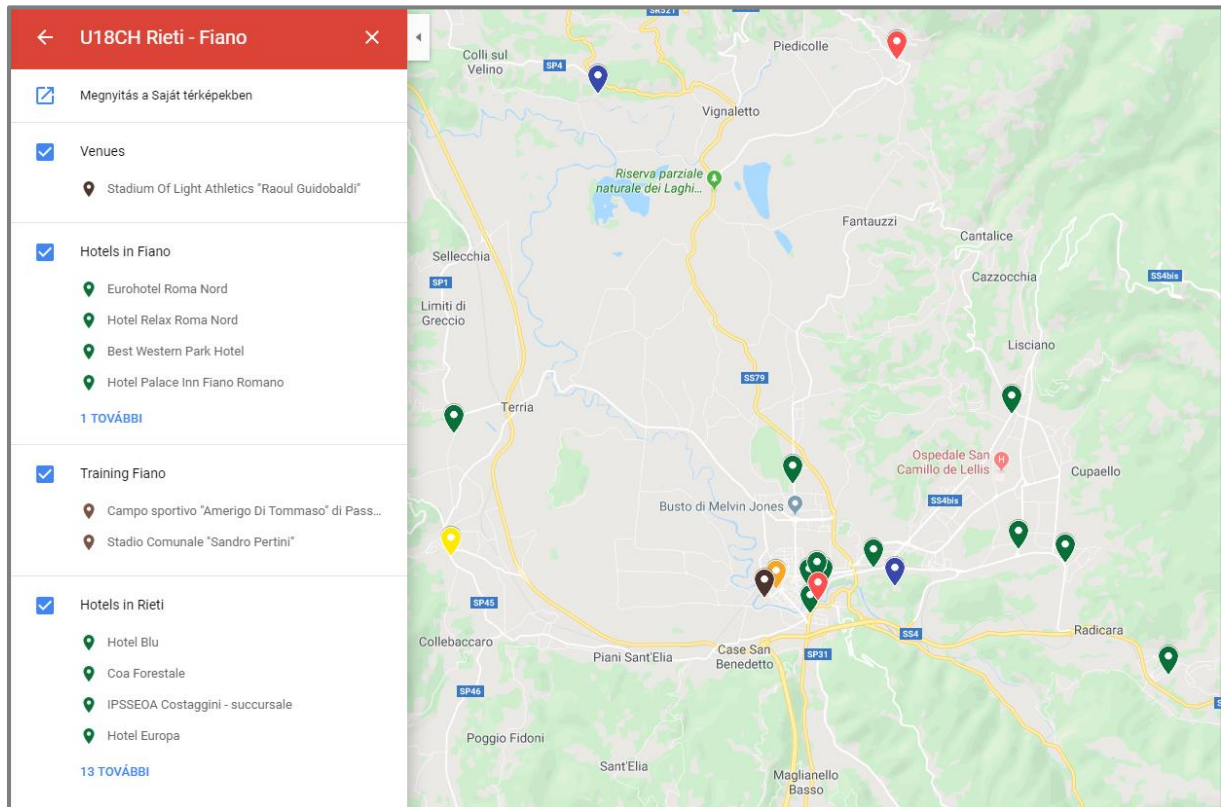 U18CH Rieti - Fiano
Megnyitás a Saját térképekben
Venues
Stadium Of Light Athletics "Raoul Guidobaldi"
Hotels in Fiano
Eurohotel Roma Nord
Hotel Relax Roma Nord
Best Western Park Hotel
Hotel Palace Inn Fiano Romano
1 TOVÁBBI
Training Fiano
Campo sportivo "Amerigo Di Tommaso" di Pass...
Stadio Comunale "Sandro Pertini"
Hotels in Rieti
Hotel Blu
Coa Forestale
IPSSEOA Costaggini - succursale
Hotel Europa
13 TOVÁBBI
SR521
Piedicolle
Colli sul
Velino
SP4
Vignaletto
Riserva parziale
naturale dei Laghi...
Fantauzzi
Cantalice
Sellecchia
Cazzocchia
SS4bis
SP1
Limiti di
Greccio
Lisciano
SS79
Terria
Ospedale San
Camillo de Lellis
H
Cupaello
Busto di Melvin Jones
SS4bis
SP45
Collebaccaro
Radicara
SS4
Piani Sant'Elia
Case San
Benedetto
SP31
SP46
Poggio Fidoni
Sant'Elia
Maglianello
Basso